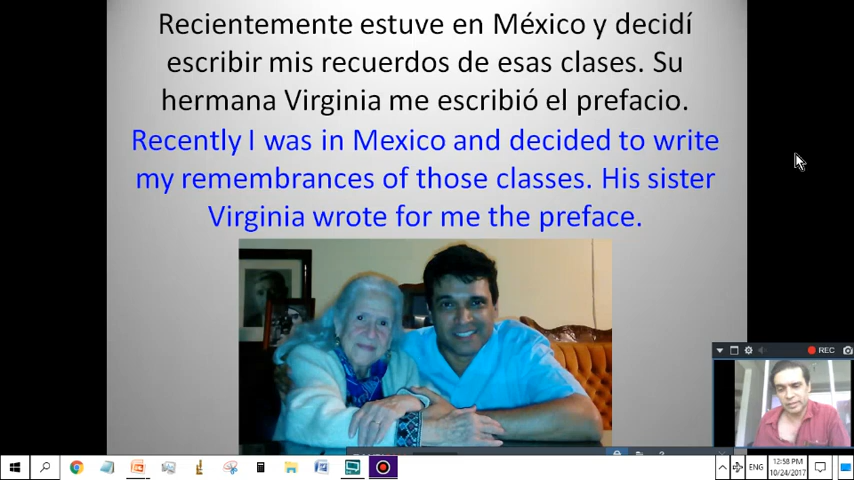 Recientemente estuve en México y decidí
escribir mis recuerdos de esas clases. Su
hermana Virginia me escribió el prefacio.
Recently I was in Mexico and decided to write
my remembrances of those classes. His sister
Virginia wrote for me the preface.
REC
ENG
12:58 PM
10/24/2017